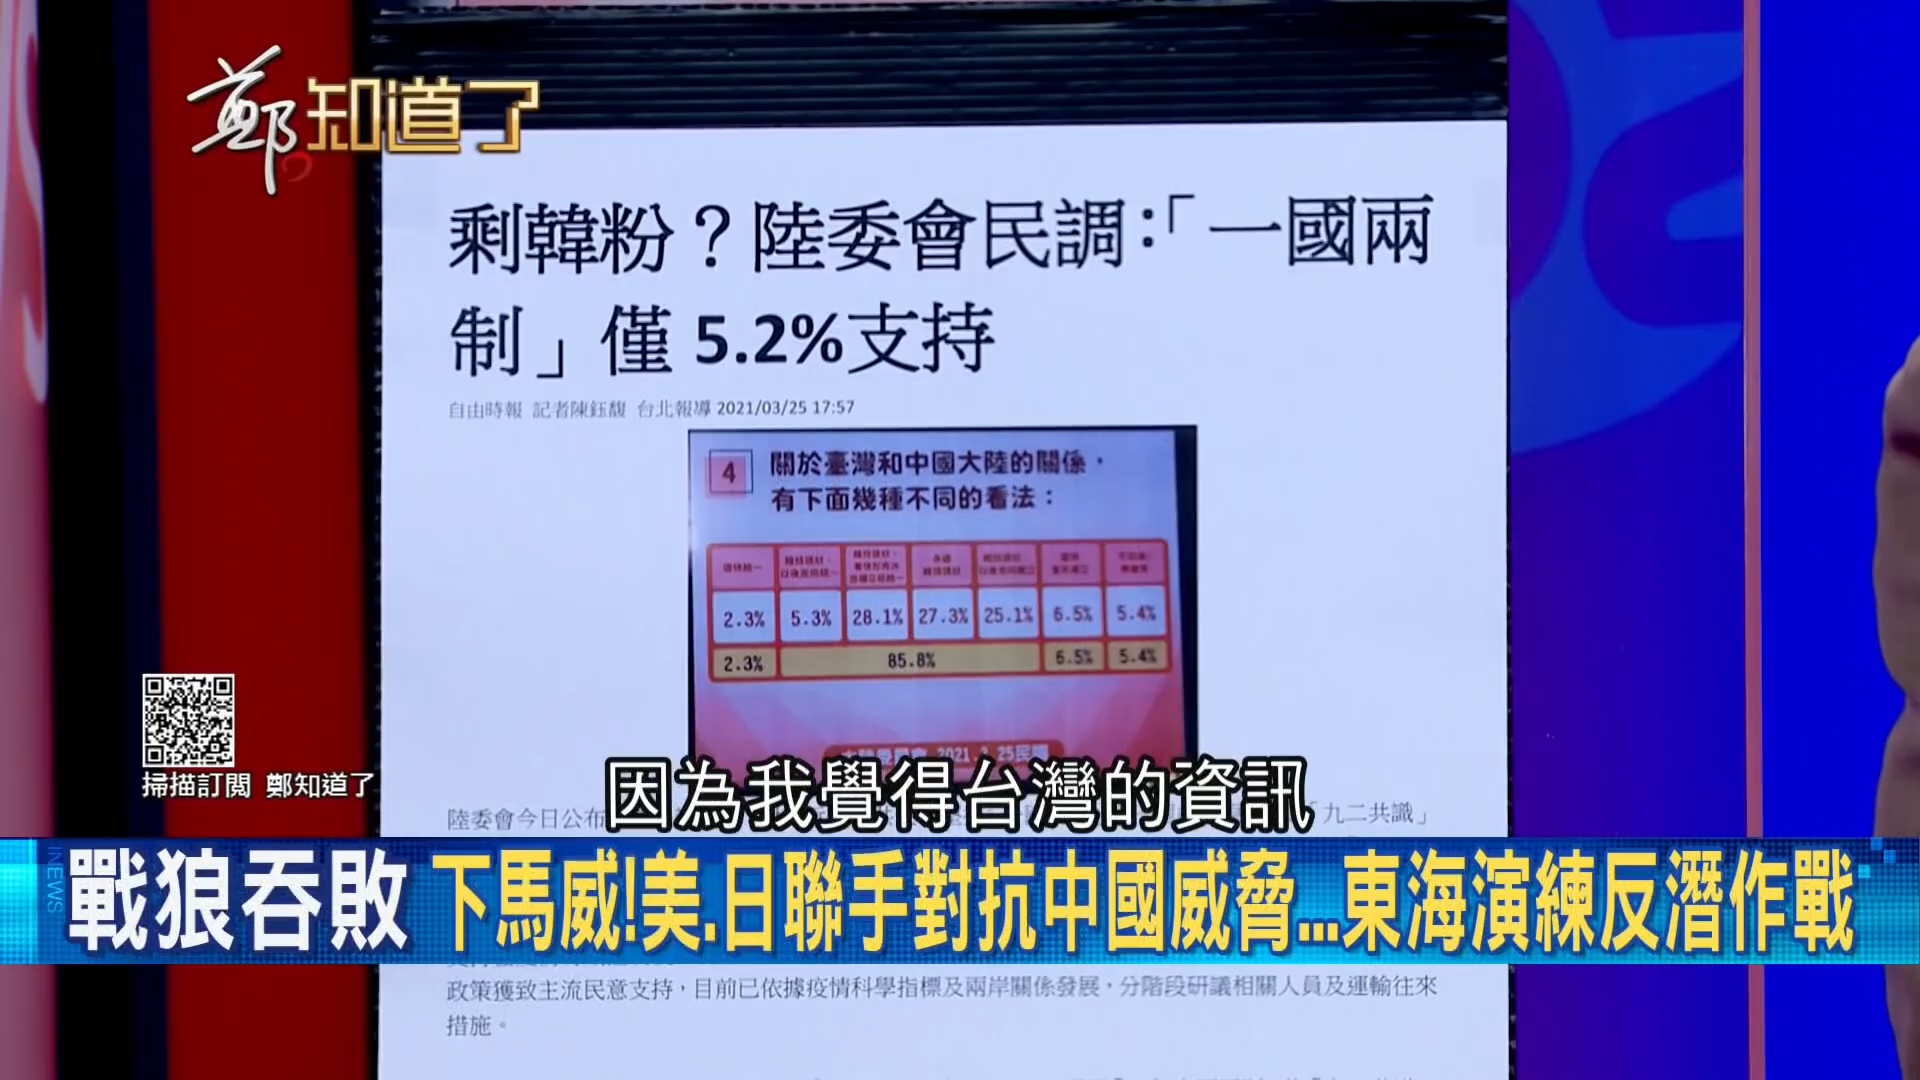 鄭知道了
剩韓粉？陸委會民調：「一國兩
制」僅 5.2%支持
自由時報 記者陳鈺馥 台北報導 2021/03/25 17:57
4 關於臺灣和中國大陸的關係，
有下面幾種不同的看法：
2.3% 5.3% 28.1% 27.3% 25.1% 6.5% 5.4%
2.3% 85.8% 6.5% 5.4%
掃描訂閱 鄭知道了
陸委會今日公布
「九二共識」
因為我覺得台灣的資訊
NEWS
戰狼吞敗 下馬威!美.日聯手對抗中國威脅...東海演練反潛作戰
政策獲致主流民意支持，目前已依據疫情科學指標及兩岸關係發展，分階段研議相關人員及運輸往來
措施。